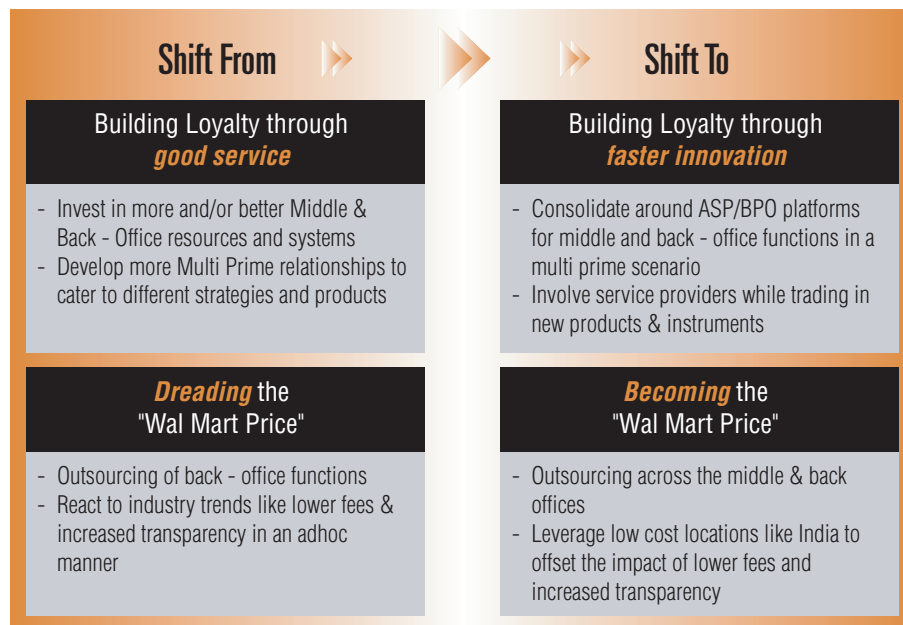 Shift From
Shift To
Building Loyalty through
good service
- Invest in more and/or better Middle &
Back - Office resources and systems
- Develop more Multi Prime relationships to
cater to different strategies and products
Building Loyalty through
faster innovation
- Consolidate around ASP/BPO platforms
for middle and back - office functions in a
multi prime scenario
- Involve service providers while trading in
new products & instruments
Dreading the
"Wal Mart Price"
- Outsourcing of back - office functions
- React to industry trends like lower fees &
increased transparency in an adhoc
manner
Becoming the
"Wal Mart Price"
- Outsourcing across the middle & back
offices
- Leverage low cost locations like India to
offset the impact of lower fees and
increased transparency